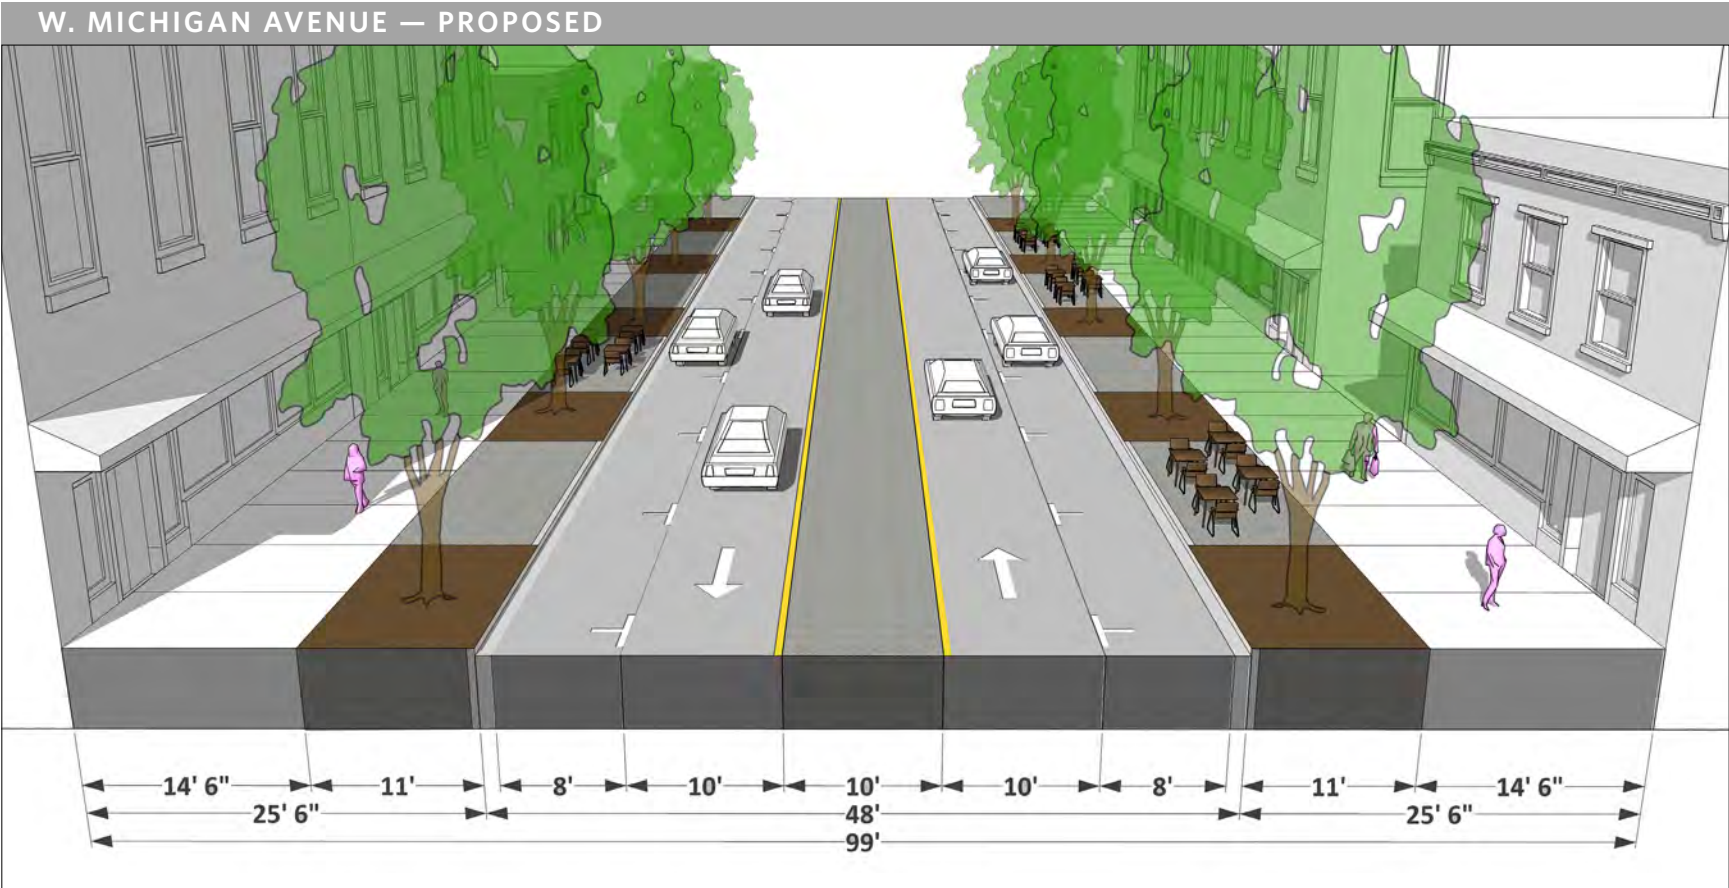 W. MICHIGAN AVENUE — PROPOSED
14' 6" 11' 8' 10' 10' 10' 8' 11' 14' 6"
25' 6" 48' 25' 6"
99'